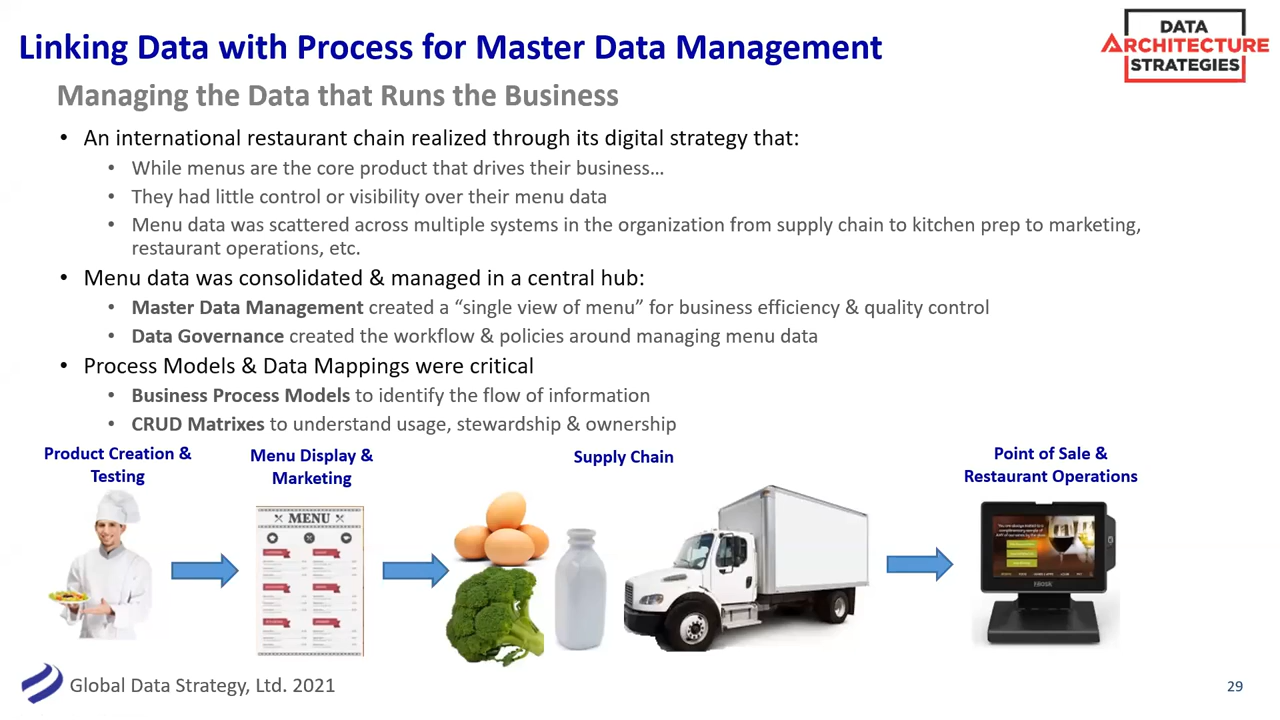 Linking Data with Process for Master Data Management
DATA
ARCHITECTURE
STRATEGIES
Managing the Data that Runs the Business
• An international restaurant chain realized through its digital strategy that:
• While menus are the core product that drives their business…
• They had little control or visibility over their menu data
• Menu data was scattered across multiple systems in the organization from supply chain to kitchen prep to marketing,
restaurant operations, etc.
• Menu data was consolidated & managed in a central hub:
• Master Data Management created a “single view of menu” for business efficiency & quality control
• Data Governance created the workflow & policies around managing menu data
• Process Models & Data Mappings were critical
• Business Process Models to identify the flow of information
• CRUD Matrixes to understand usage, stewardship & ownership
Product Creation &
Testing
Menu Display &
Marketing
Supply Chain
Point of Sale &
Restaurant Operations
MENU
Global Data Strategy, Ltd. 2021
29